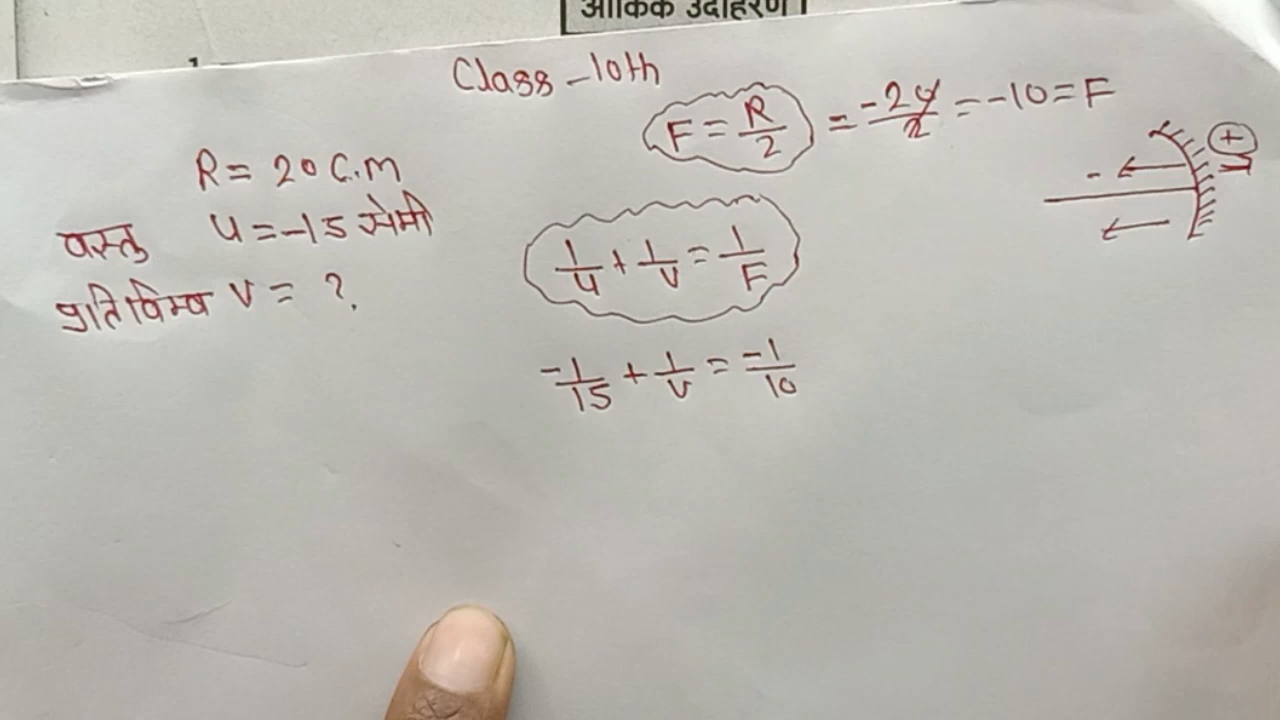 आंकिक उदाहरण
Class - 10th
F = R/2 = -20/2 = -10 = F
R = 20 C.M
वस्तु u = -15 सेमी
प्रतिविम्ब v = ?
1/u + 1/v = 1/F
-1/15 + 1/v = -1/10
- +